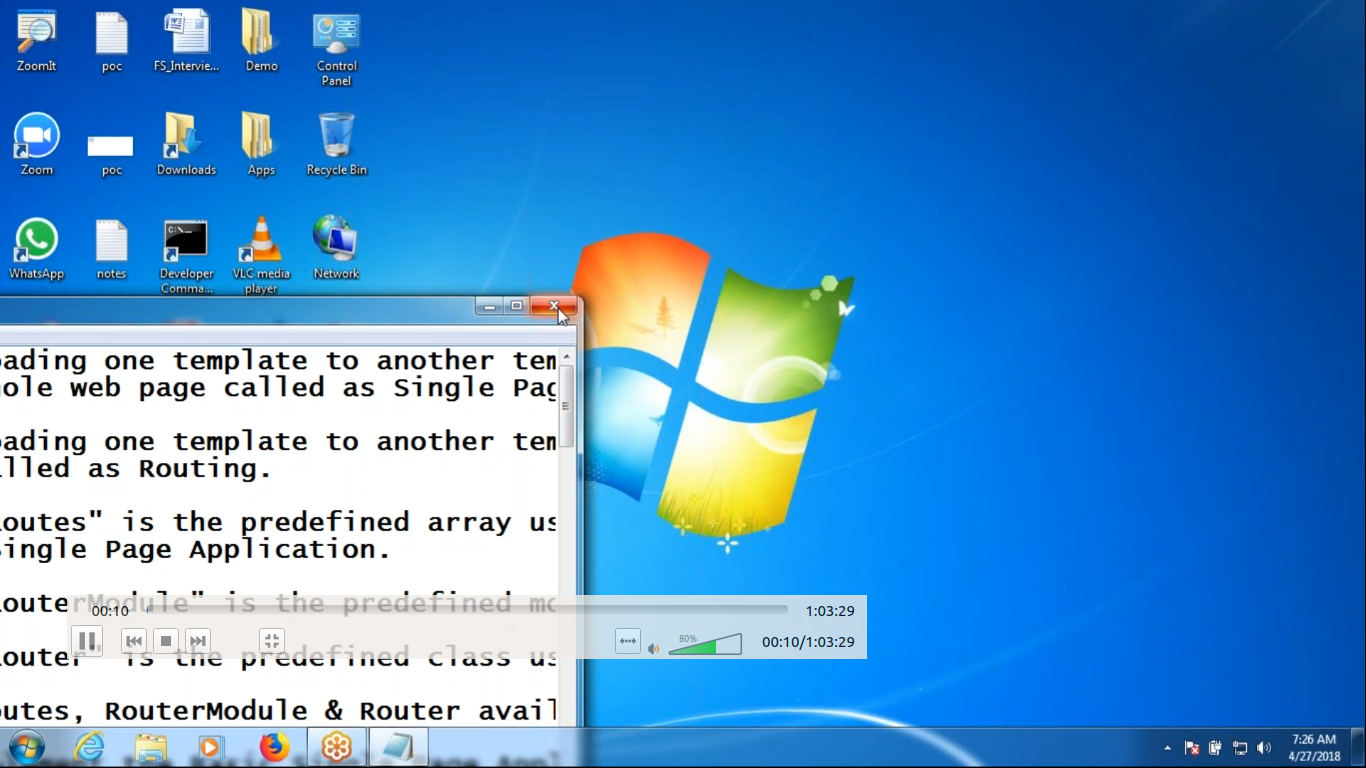 ZoomIt
poc
FS_Intervie...
Demo
Control
Panel
Zoom
poc
Downloads
Apps
Recycle Bin
WhatsApp
notes
Developer
Comma...
VLC media
player
Network
C:\_
oading one template to another tem
hole web page called as Single Pag
oading one template to another tem
lled as Routing.
outes" is the predefined array us
Single Page Application.
outerModule" is the predefined mo
outer" is the predefined class us
outes, RouterModule & Router avail
00:10
1:03:29
80%
00:10/1:03:29
7:26 AM
4/27/2018